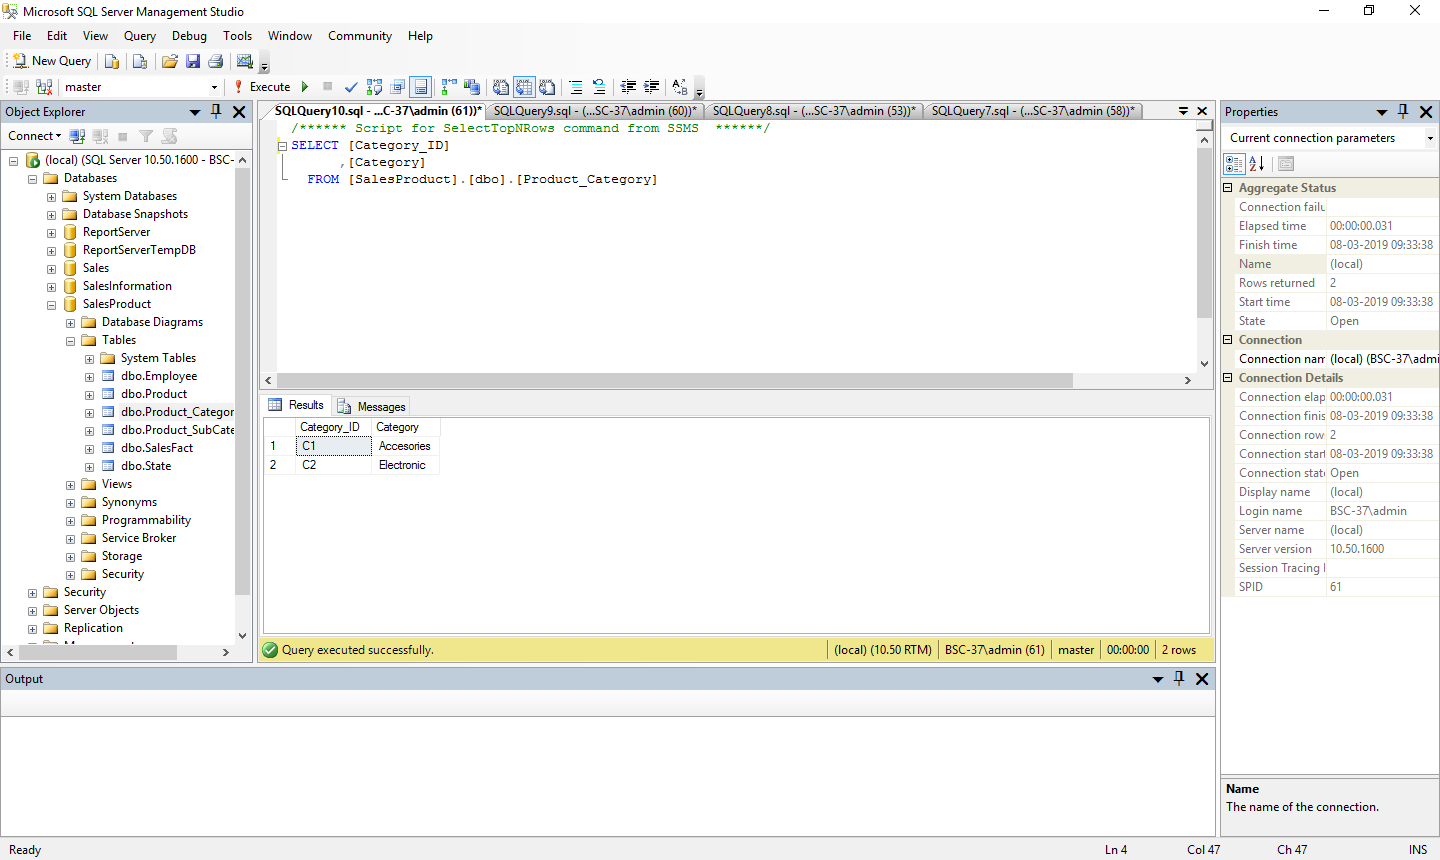 Microsoft SQL Server Management Studio
File Edit View Query Debug Tools Window Community Help
New Query
master Execute
Object Explorer
Connect
(local) (SQL Server 10.50.1600 - BSC-
Databases
System Databases
Database Snapshots
ReportServer
ReportServerTempDB
Sales
SalesInformation
SalesProduct
Database Diagrams
Tables
System Tables
dbo.Employee
dbo.Product
dbo.Product_Categor
dbo.Product_SubCate
dbo.SalesFact
dbo.State
Views
Synonyms
Programmability
Service Broker
Storage
Security
Security
Server Objects
Replication
SQLQuery10.sql - ...C-37\admin (61))* SQLQuery9.sql - (...SC-37\admin (60))* SQLQuery8.sql - (...SC-37\admin (53))* SQLQuery7.sql - (...SC-37\admin (58))*
/****** Script for SelectTopNRows command from SSMS  ******/
SELECT [Category_ID]
,[Category]
FROM [SalesProduct].[dbo].[Product_Category]
Results Messages
Category_ID Category
1 C1 Accesories
2 C2 Electronic
Query executed successfully. (local) (10.50 RTM) BSC-37\admin (61) master 00:00:00 2 rows
Properties
Current connection parameters
Aggregate Status
Connection failu
Elapsed time 00:00:00.031
Finish time 08-03-2019 09:33:38
Name (local)
Rows returned 2
Start time 08-03-2019 09:33:38
State Open
Connection
Connection nam (local) (BSC-37\admi
Connection Details
Connection elap 00:00:00.031
Connection finis 08-03-2019 09:33:38
Connection row 2
Connection start 08-03-2019 09:33:38
Connection state Open
Display name (local)
Login name BSC-37\admin
Server name (local)
Server version 10.50.1600
Session Tracing I
SPID 61
Name
The name of the connection.
Output
Ready Ln 4 Col 47 Ch 47 INS